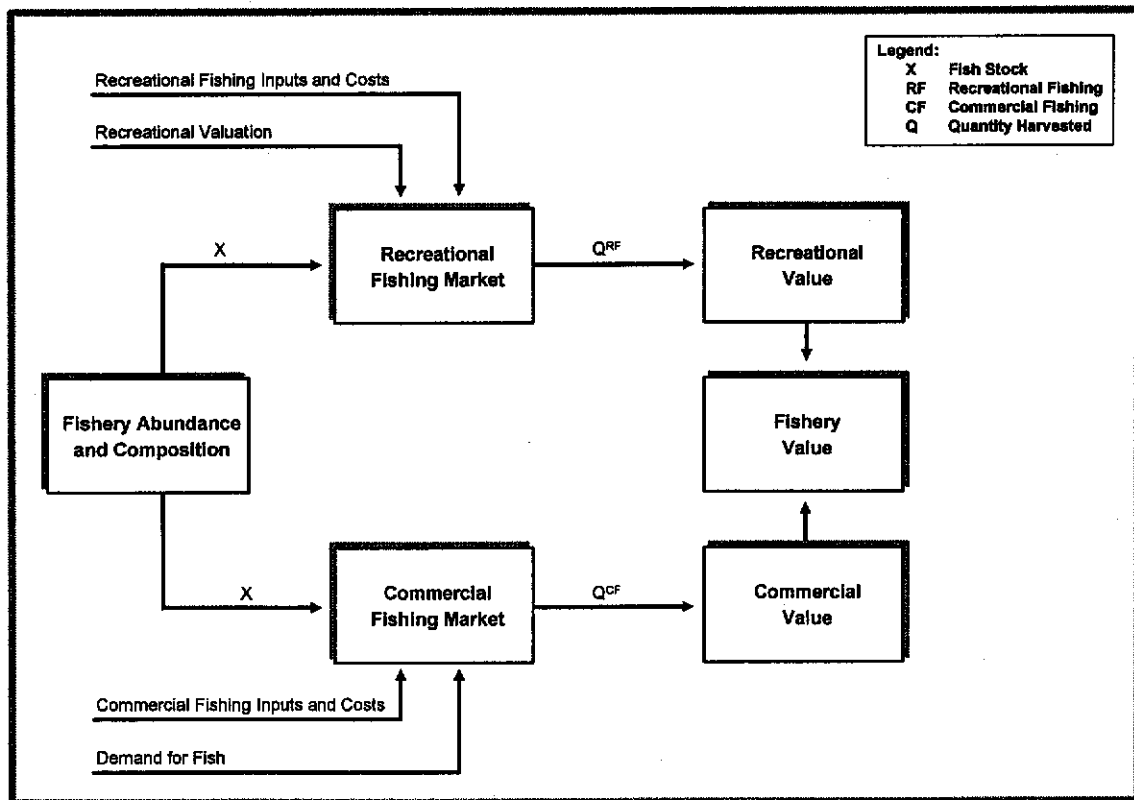 Legend:
X Fish Stock
RF Recreational Fishing
CF Commercial Fishing
Q Quantity Harvested
Recreational Fishing Inputs and Costs
Recreational Valuation
X
Recreational
Fishing Market
Q^RF
Recreational
Value
Fishery Abundance
and Composition
Fishery
Value
X
Commercial
Fishing Market
Q^CF
Commercial
Value
Commercial Fishing Inputs and Costs
Demand for Fish